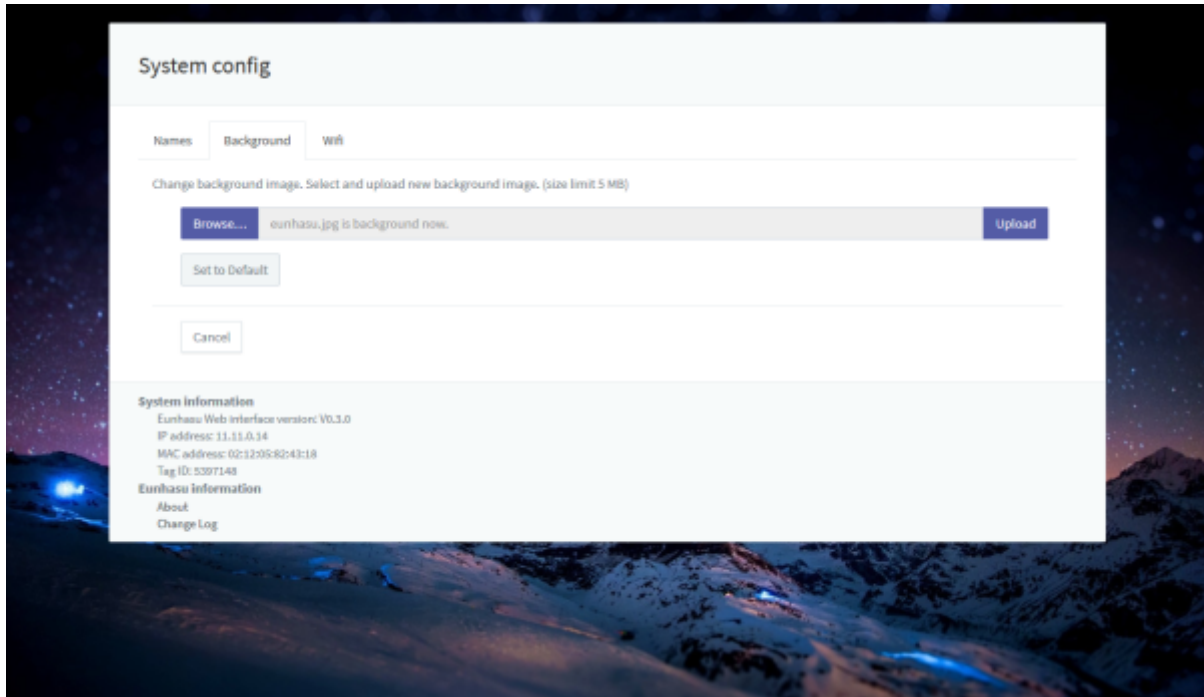 System config
Names Background Wifi
Change background image. Select and upload new background image. (size limit 5 MB)
Browse... eunhasu.jpg is background now. Upload
Set to Default
Cancel
System information
Eunhasu Web interface version: V0.3.0
IP address: 11.11.0.14
MAC address: 02:12:05:82:43:18
Tag ID: 5397148
Eunhasu information
About
Change Log